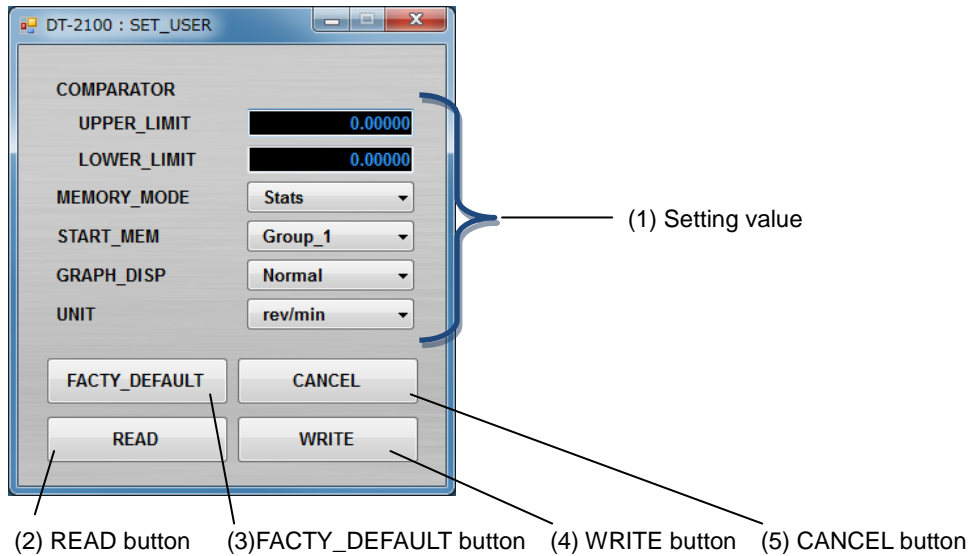 DT-2100 : SET_USER
COMPARATOR
UPPER_LIMIT 0.00000
LOWER_LIMIT 0.00000
MEMORY_MODE Stats
START_MEM Group_1
GRAPH_DISP Normal
UNIT rev/min
(1) Setting value
FACTY_DEFAULT CANCEL
READ WRITE
(2) READ button (3)FACTY_DEFAULT button (4) WRITE button (5) CANCEL button